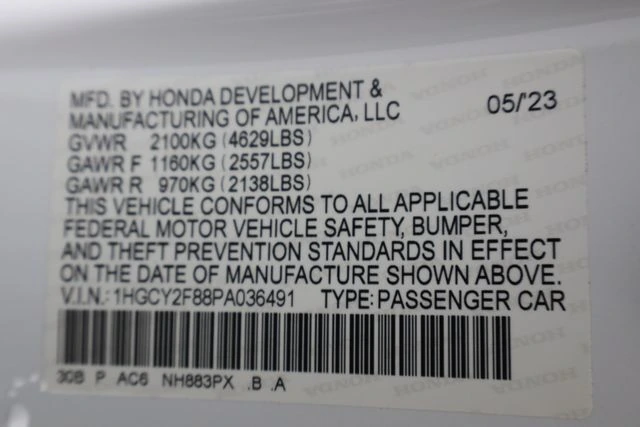 MFD. BY HONDA DEVELOPMENT &
MANUFACTURING OF AMERICA, LLC 05/'23
GVWR 2100KG (4629LBS)
GAWR F 1160KG (2557LBS)
GAWR R 970KG (2138LBS)
THIS VEHICLE CONFORMS TO ALL APPLICABLE
FEDERAL MOTOR VEHICLE SAFETY, BUMPER,
AND THEFT PREVENTION STANDARDS IN EFFECT
ON THE DATE OF MANUFACTURE SHOWN ABOVE.
V.I.N.: 1HGCY2F88PA036491 TYPE: PASSENGER CAR
30B P AC6 NH883PX .B .A